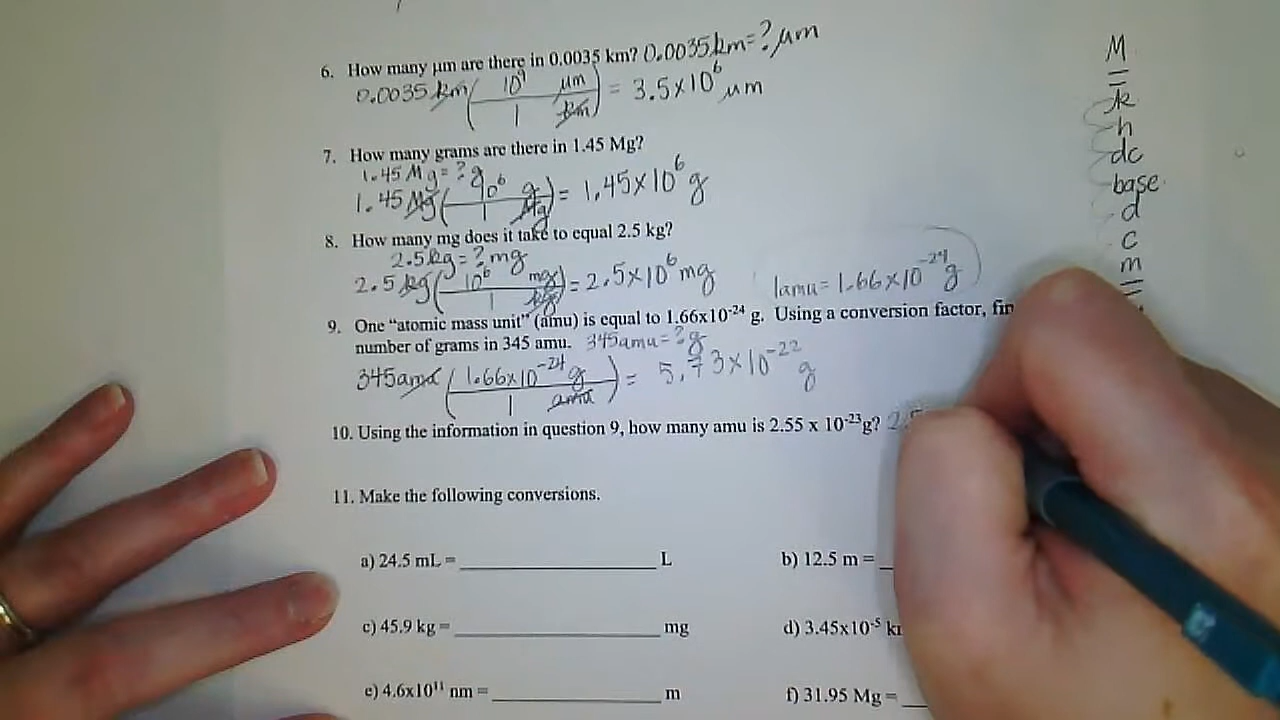 6. How many µm are there in 0.0035 km? 0.0035km=? µm
0.0035 km( 10⁹ µm / 1 km ) = 3.5x10⁶ µm
7. How many grams are there in 1.45 Mg?
1.45 Mg=? g
1.45 Mg( 10⁶ g / 1 Mg ) = 1.45x10⁶ g
8. How many mg does it take to equal 2.5 kg?
2.5kg=? mg
2.5 kg( 10⁶ mg / 1 kg ) = 2.5x10⁶ mg
1amu = 1.66x10⁻²⁴ g
9. One “atomic mass unit” (amu) is equal to 1.66x10⁻²⁴ g. Using a conversion factor,
number of grams in 345 amu. 345amu=? g
345amu ( 1.66x10⁻²⁴ g / 1 amu ) = 5.73x10⁻²² g
10. Using the information in question 9, how many amu is 2.55 x 10⁻²³g?
11. Make the following conversions.
a) 24.5 mL = ____________________ L
b) 12.5 m = _
c) 45.9 kg = ________________________ mg
d) 3.45x10⁻⁵
e) 4.6x10¹¹ nm = _________________ m
f) 31.95 Mg = ___
M
k
h
dc
base
d
c
m